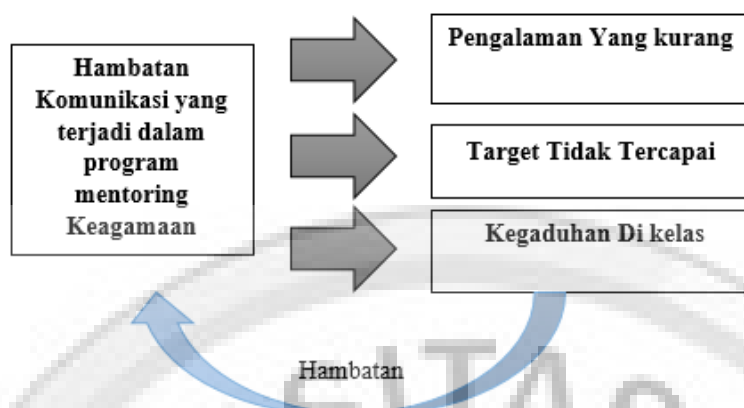 Hambatan
Komunikasi yang
terjadi dalam
program
mentoring
Keagamaan
Pengalaman Yang kurang
Target Tidak Tercapai
Kegaduhan Di kelas
Hambatan